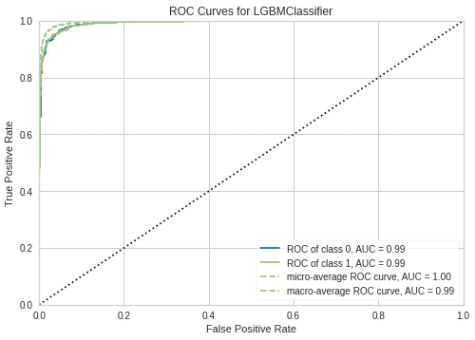 ROC Curves for LGBMClassifier
1.0
0.8
0.6
0.4
0.2
0.0
True Positive Rate
ROC of class 0, AUC = 0.99
ROC of class 1, AUC = 0.99
micro-average ROC curve, AUC = 1.00
macro-average ROC curve, AUC = 0.99
0.0 0.2 0.4 0.6 0.8 1.0
False Positive Rate